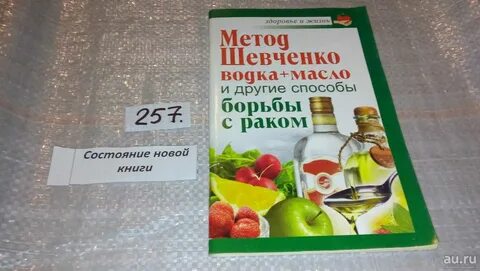 здоровье и жизнь
Метод
Шевченко
водка+масло
и другие способы
борьбы
с раком
257.
Состояние новой
книги
au.ru